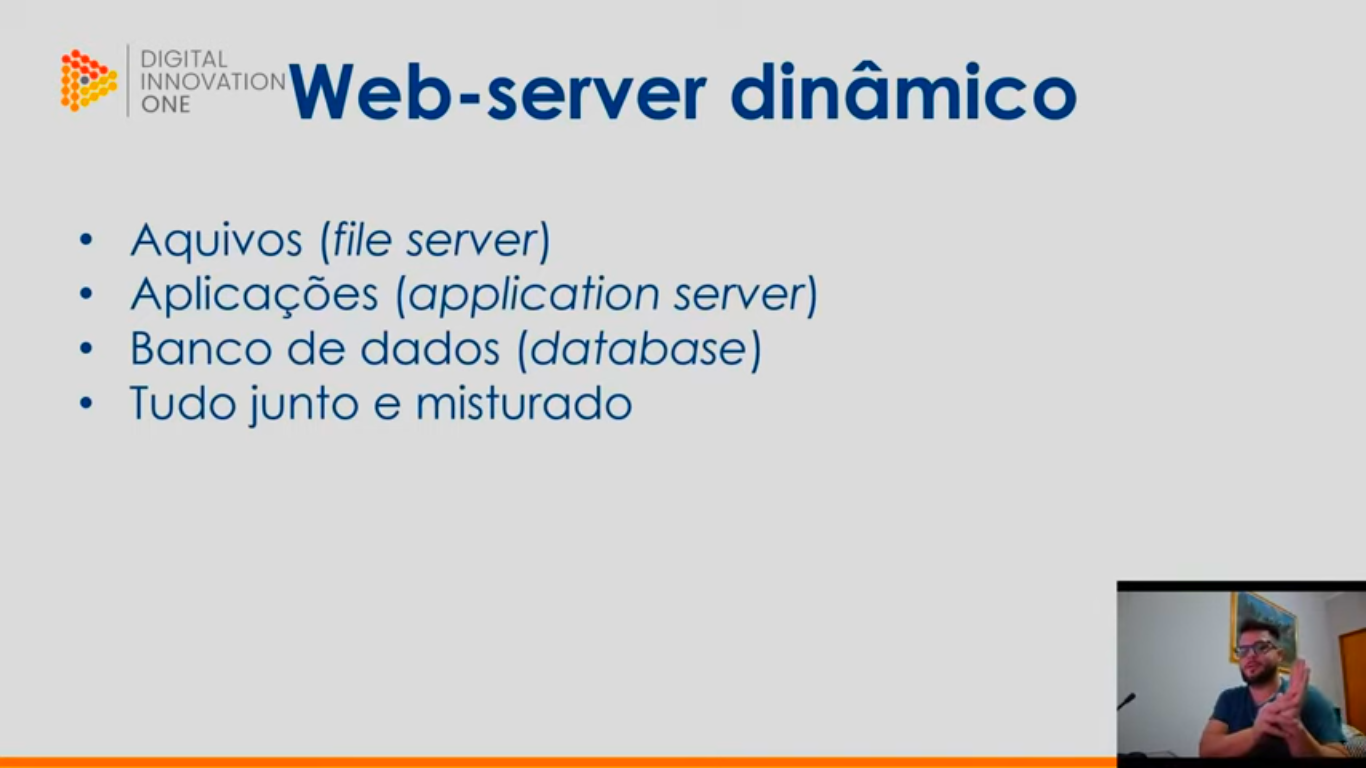 DIGITAL
INNOVATION
ONE
Web-server dinâmico
• Aquivos (file server)
• Aplicações (application server)
• Banco de dados (database)
• Tudo junto e misturado